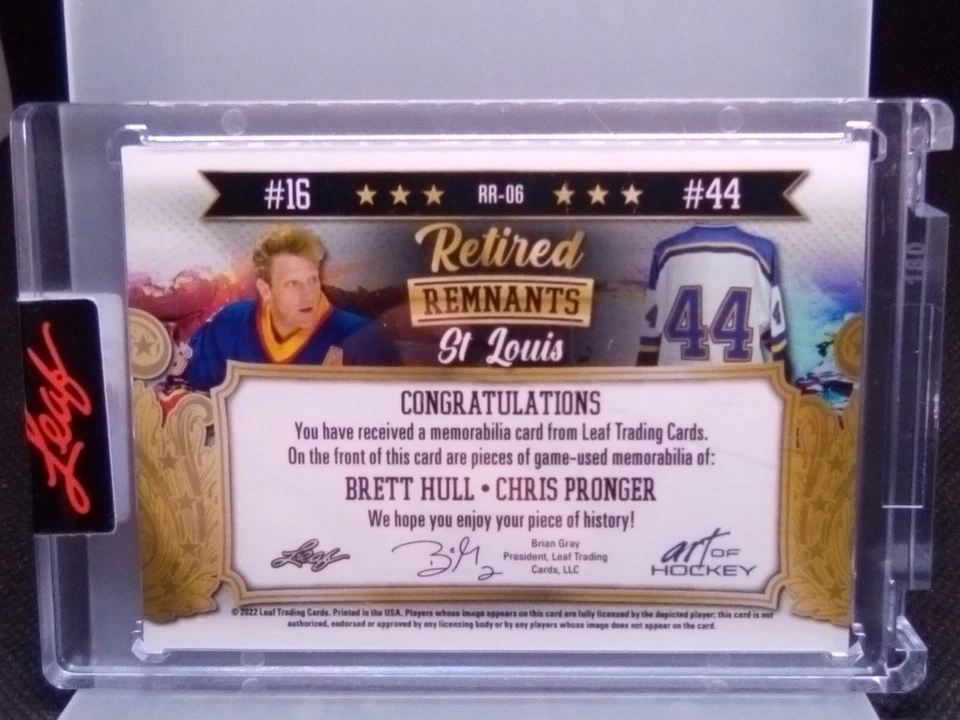 #16 ★★★ RR-06 ★★★ #44
Retired
REMNANTS
St Louis
44
CONGRATULATIONS
You have received a memorabilia card from Leaf Trading Cards.
On the front of this card are pieces of game-used memorabilia of:
BRETT HULL • CHRIS PRONGER
We hope you enjoy your piece of history!
Leaf
Brian Gray
President, Leaf Trading
Cards, LLC
art OF
HOCKEY
© 2022 Leaf Trading Cards. Printed in the USA. Players whose image appears on this card are fully licensed by the depicted player; this card is not
authorized, endorsed or approved by any licensing body or by any players whose image does not appear on the card.
Leaf